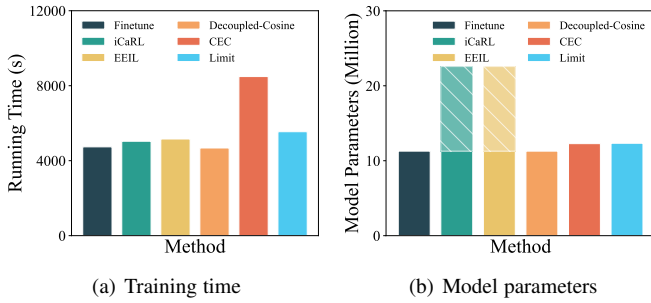 12000
8000
4000
0
Running Time (s)
Finetune
iCaRL
EEIL
Decoupled-Cosine
CEC
Limit
Method
(a) Training time
30
20
10
0
Model Parameters (Million)
Finetune
iCaRL
EEIL
Decoupled-Cosine
CEC
Limit
Method
(b) Model parameters